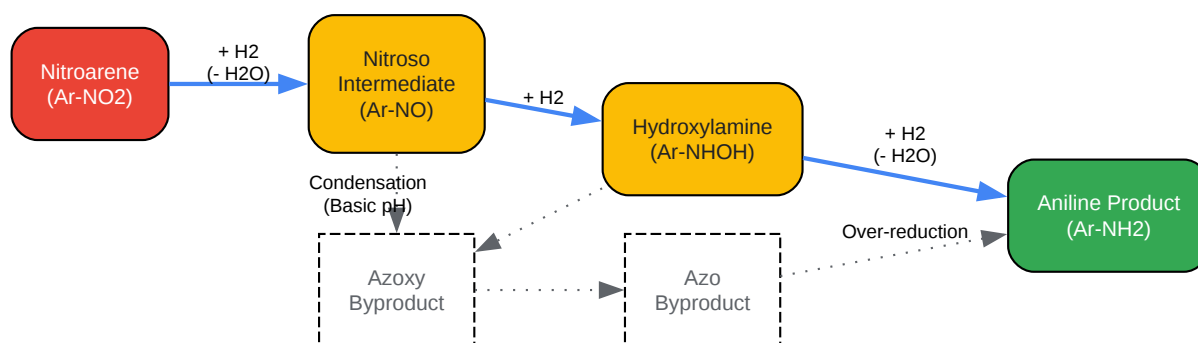 Nitroarene
(Ar-NO2)
+ H2
(- H2O)
Nitroso
Intermediate
(Ar-NO)
+ H2
Hydroxylamine
(Ar-NHOH)
+ H2
(- H2O)
Aniline Product
(Ar-NH2)
Condensation
(Basic pH)
Azoxy
Byproduct
Azo
Byproduct
Over-reduction